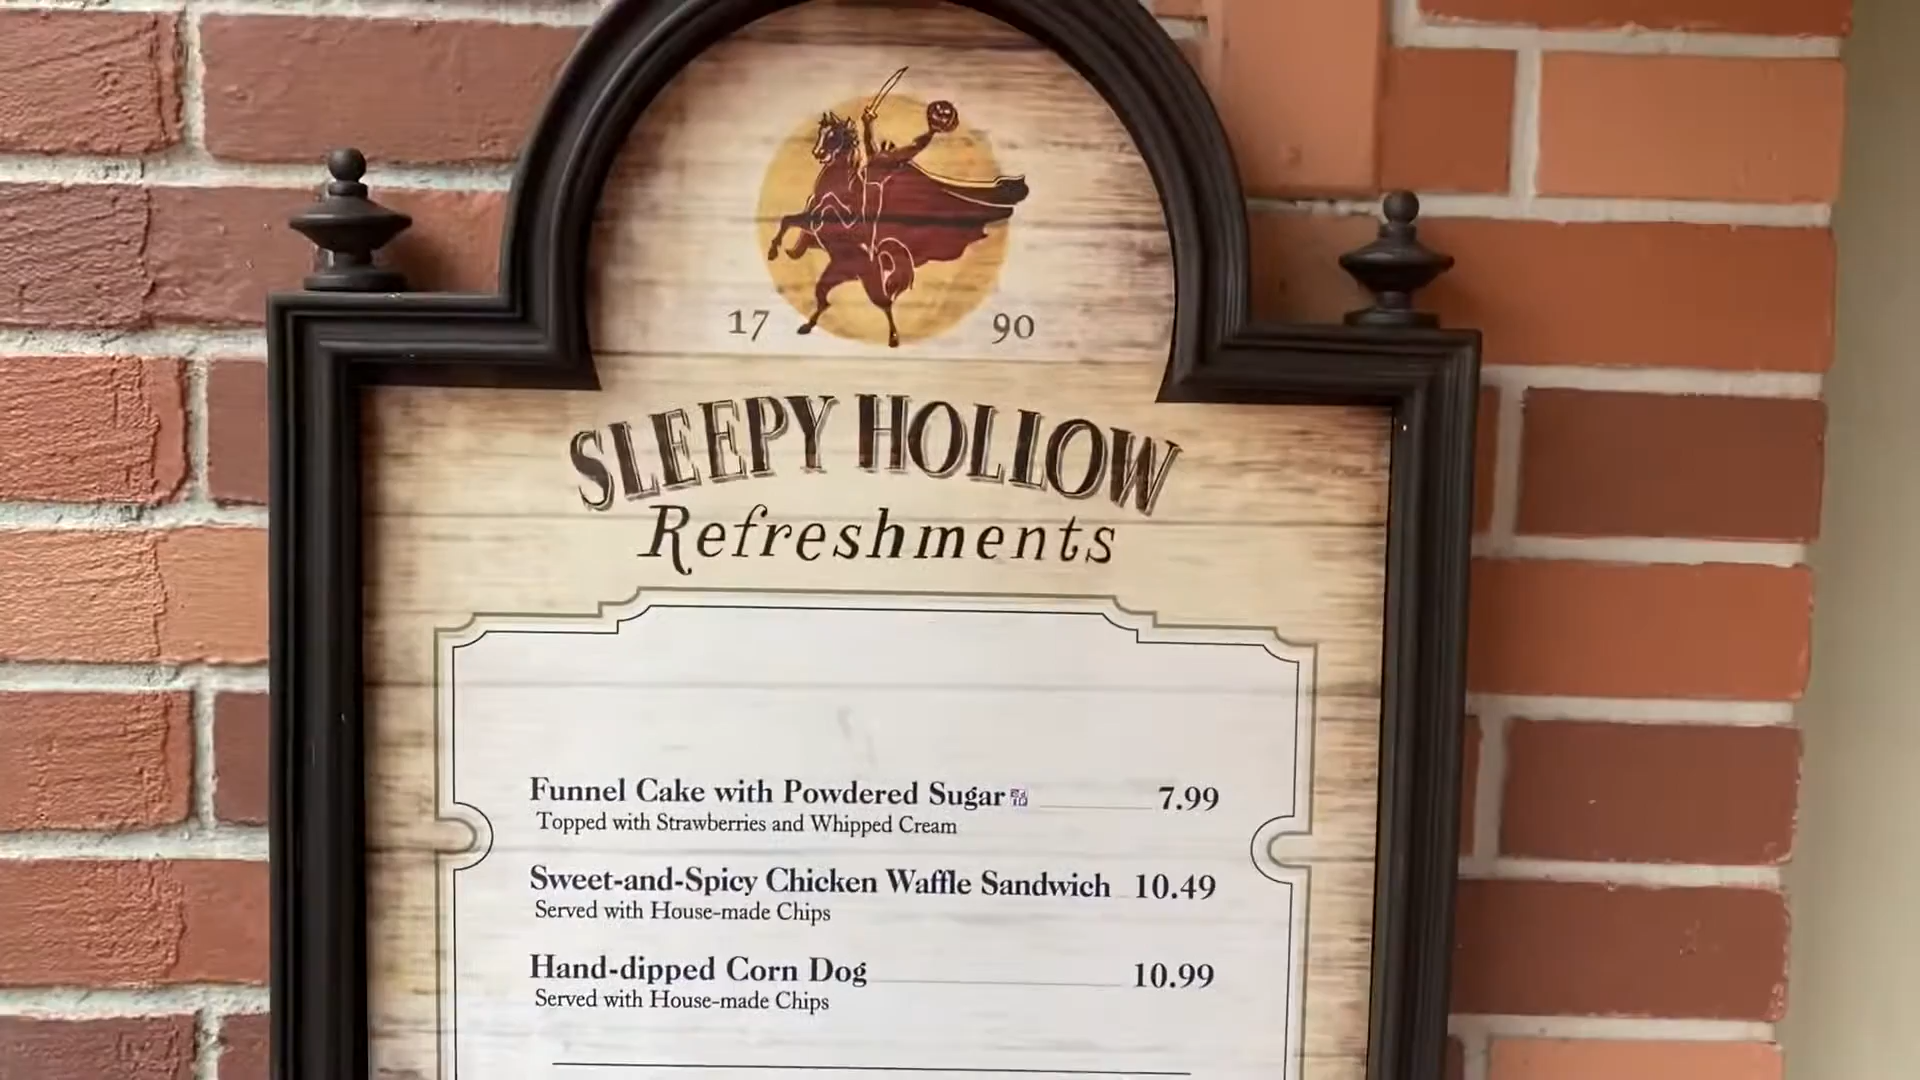 17 90
SLEEPY HOLLOW
Refreshments
Funnel Cake with Powdered Sugar 7.99
Topped with Strawberries and Whipped Cream
Sweet-and-Spicy Chicken Waffle Sandwich 10.49
Served with House-made Chips
Hand-dipped Corn Dog 10.99
Served with House-made Chips